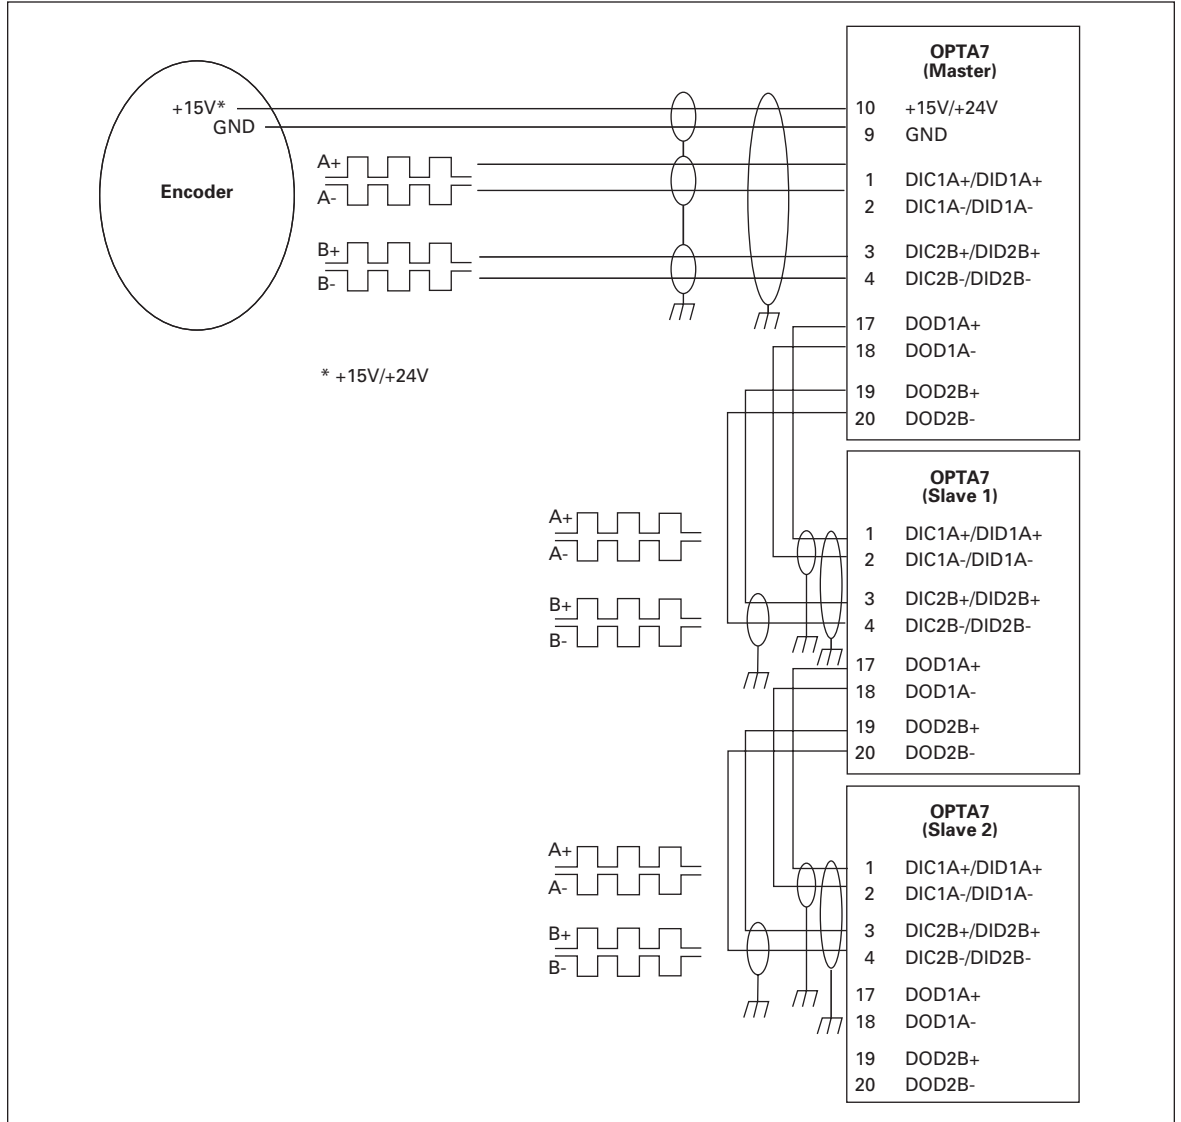 OPTA7
(Master)
+15V*
GND
Encoder
10 +15V/+24V
9 GND
A+
A-
1 DIC1A+/DID1A+
2 DIC1A-/DID1A-
B+
B-
3 DIC2B+/DID2B+
4 DIC2B-/DID2B-
17 DOD1A+
18 DOD1A-
* +15V/+24V
19 DOD2B+
20 DOD2B-
OPTA7
(Slave 1)
A+
A-
1 DIC1A+/DID1A+
2 DIC1A-/DID1A-
B+
B-
3 DIC2B+/DID2B+
4 DIC2B-/DID2B-
17 DOD1A+
18 DOD1A-
19 DOD2B+
20 DOD2B-
OPTA7
(Slave 2)
A+
A-
1 DIC1A+/DID1A+
2 DIC1A-/DID1A-
B+
B-
3 DIC2B+/DID2B+
4 DIC2B-/DID2B-
17 DOD1A+
18 DOD1A-
19 DOD2B+
20 DOD2B-